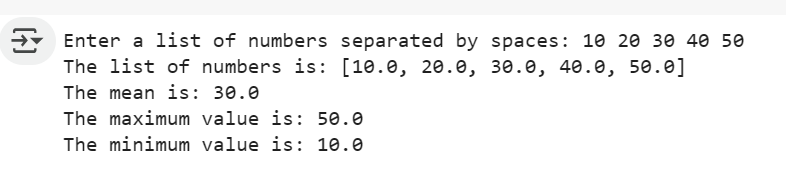 Enter a list of numbers separated by spaces: 10 20 30 40 50
The list of numbers is: [10.0, 20.0, 30.0, 40.0, 50.0]
The mean is: 30.0
The maximum value is: 50.0
The minimum value is: 10.0